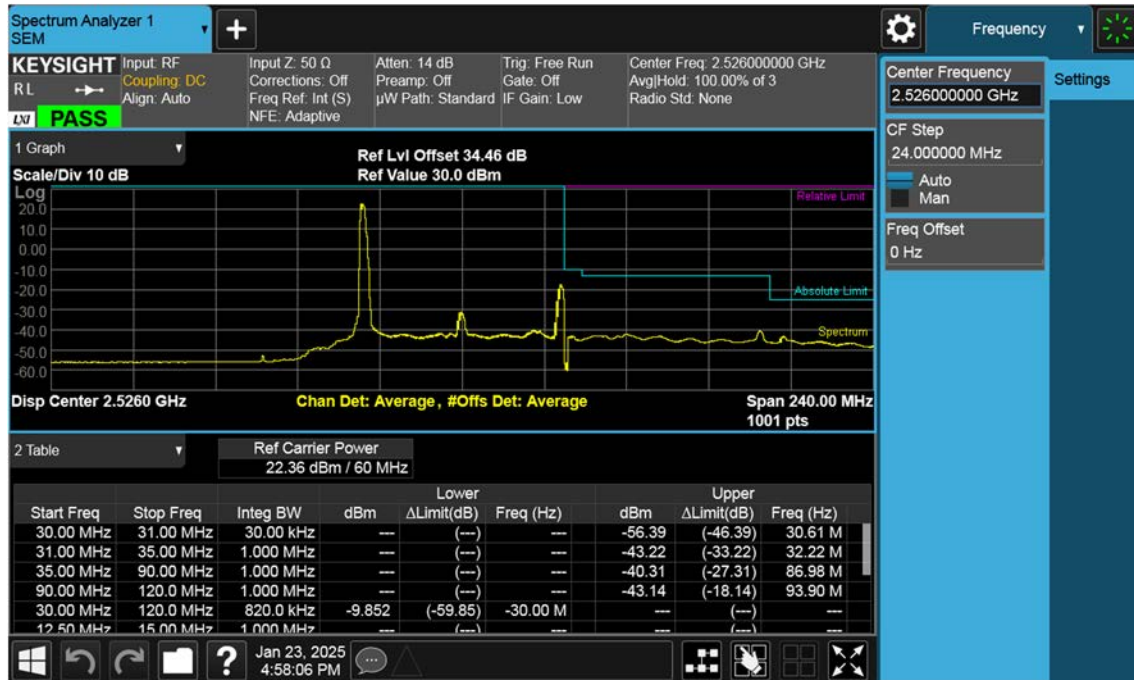 Spectrum Analyzer 1
SEM
Frequency
KEYSIGHT
R L
LXI PASS
Input: RF
Coupling: DC
Align: Auto
Input Z: 50 Ω
Corrections: Off
Freq Ref: Int (S)
NFE: Adaptive
Atten: 14 dB
Preamp: Off
µW Path: Standard
Trig: Free Run
Gate: Off
IF Gain: Low
Center Freq: 2.526000000 GHz
Avg|Hold: 100.00% of 3
Radio Std: None
Center Frequency
2.526000000 GHz
Settings
CF Step
24.000000 MHz
Auto
Man
Freq Offset
0 Hz
1 Graph
Ref Lvl Offset 34.46 dB
Scale/Div 10 dB
Ref Value 30.0 dBm
Log
20.0
10.0
0.00
-10.0
-20.0
-30.0
-40.0
-50.0
-60.0
Relative Limit
Absolute Limit
Spectrum
Disp Center 2.5260 GHz
Chan Det: Average, #Offs Det: Average
Span 240.00 MHz
1001 pts
2 Table
Ref Carrier Power
22.36 dBm / 60 MHz
Lower Upper
Start Freq Stop Freq Integ BW dBm ΔLimit(dB) Freq (Hz) dBm ΔLimit(dB) Freq (Hz)
30.00 MHz 31.00 MHz 30.00 kHz --- (---) --- -56.39 (-46.39) 30.61 M
31.00 MHz 35.00 MHz 1.000 MHz --- (---) --- -43.22 (-33.22) 32.22 M
35.00 MHz 90.00 MHz 1.000 MHz --- (---) --- -40.31 (-27.31) 86.98 M
90.00 MHz 120.0 MHz 1.000 MHz --- (---) --- -43.14 (-18.14) 93.90 M
30.00 MHz 120.0 MHz 820.0 kHz -9.852 (-59.85) -30.00 M --- (---) ---
12.50 MHz 15.00 MHz 1.000 MHz --- (---) --- --- (---) ---
Jan 23, 2025
4:58:06 PM